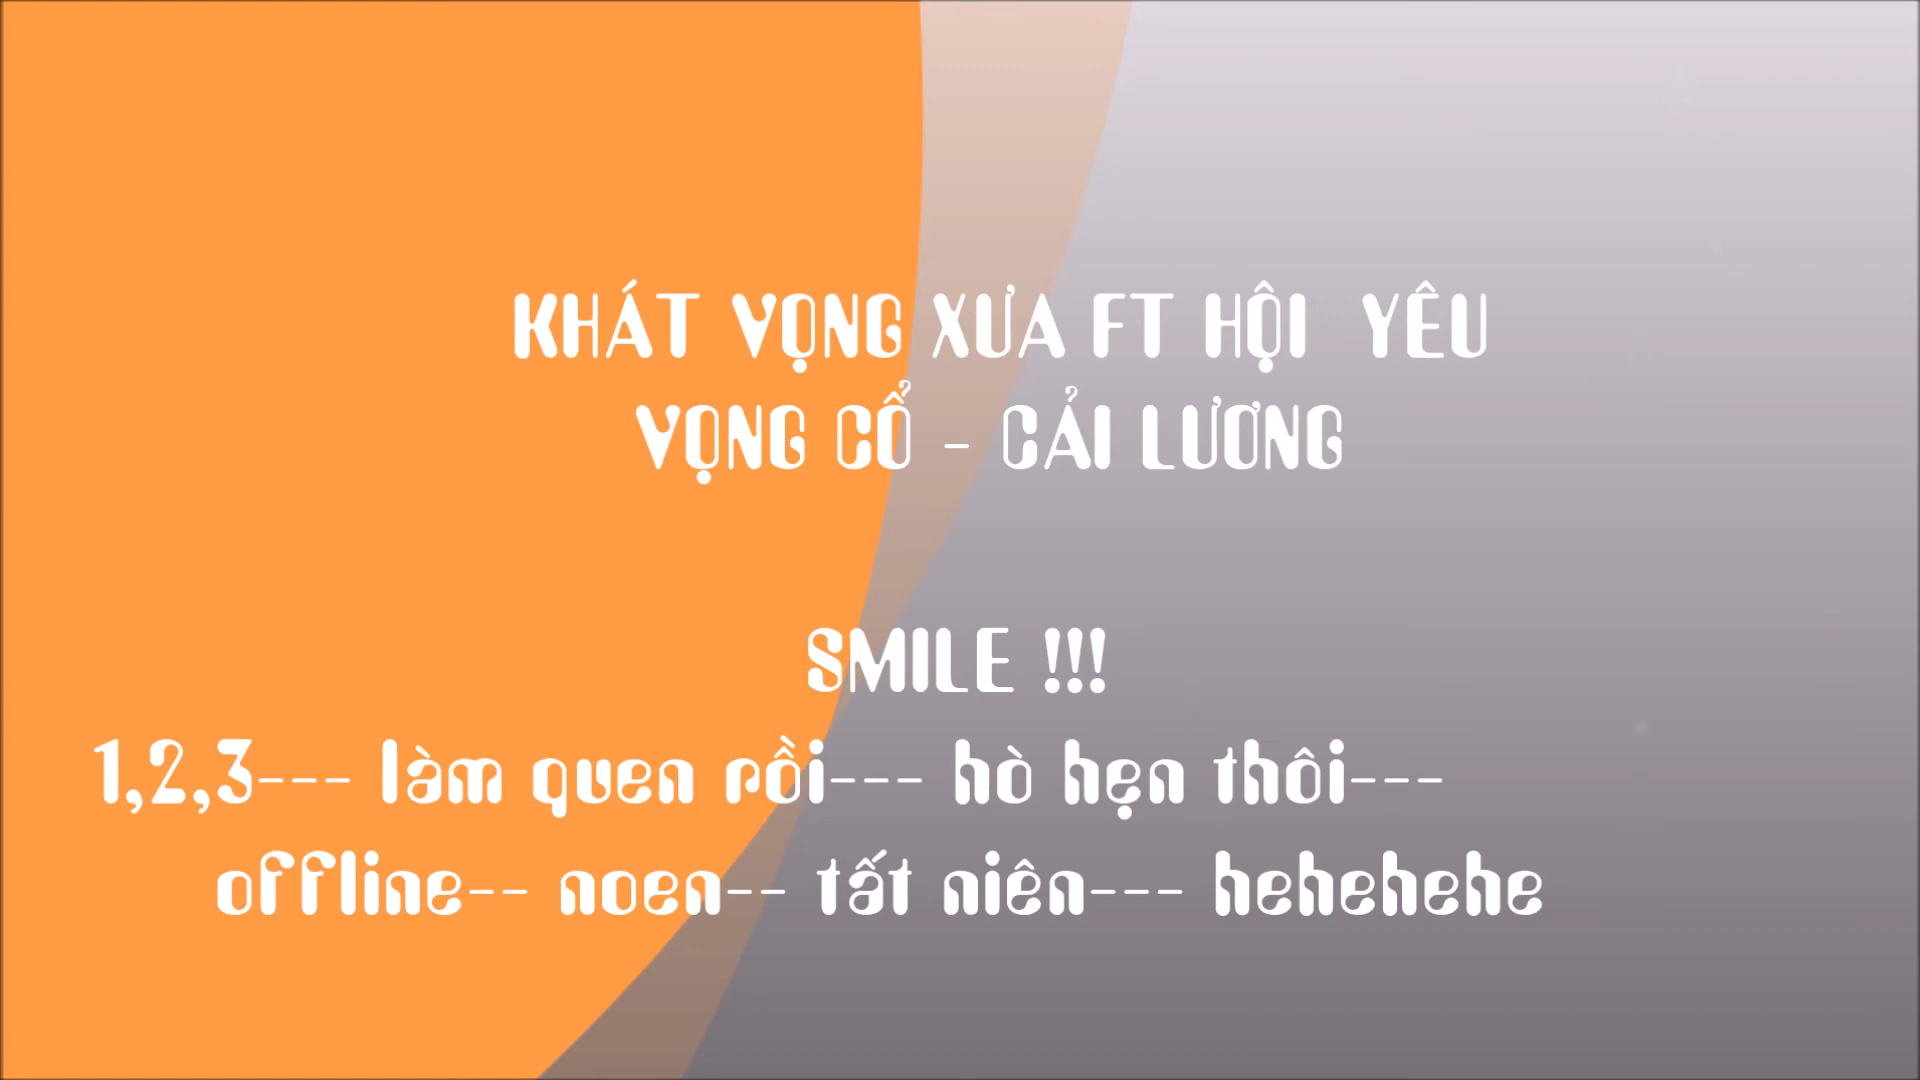 KHÁT VỌNG XƯA FT HỘI  YÊU
VỌNG CỔ - CẢI LƯƠNG
SMILE !!!
1,2,3--- làm quen rồi--- hò hẹn thôi---
offline-- noen-- tất niên--- hehehehe